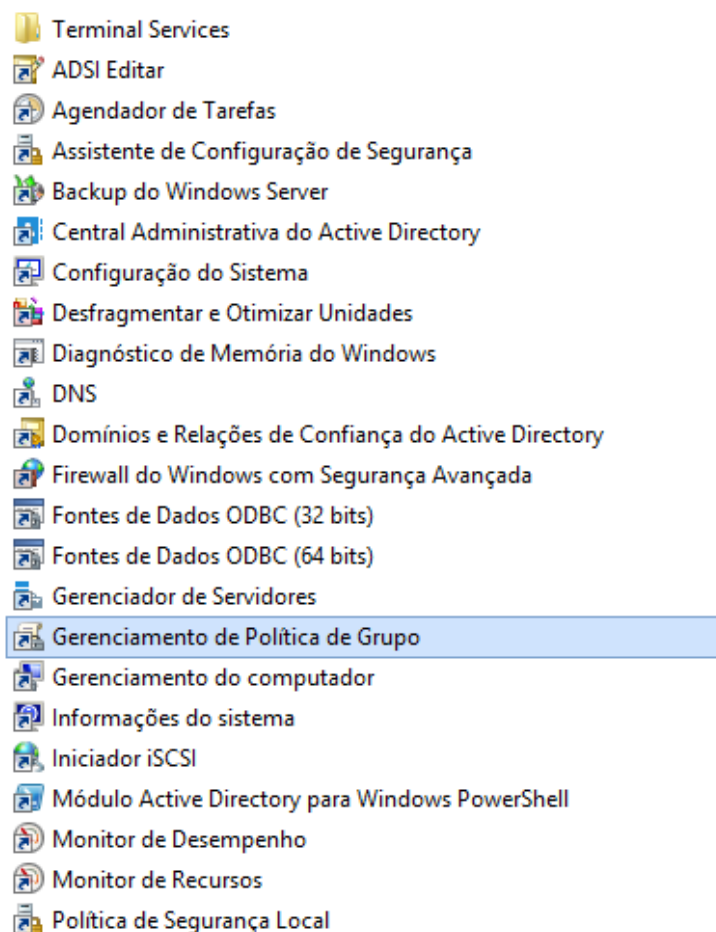 Terminal Services
ADSI Editar
Agendador de Tarefas
Assistente de Configuração de Segurança
Backup do Windows Server
Central Administrativa do Active Directory
Configuração do Sistema
Desfragmentar e Otimizar Unidades
Diagnóstico de Memória do Windows
DNS
Domínios e Relações de Confiança do Active Directory
Firewall do Windows com Segurança Avançada
Fontes de Dados ODBC (32 bits)
Fontes de Dados ODBC (64 bits)
Gerenciador de Servidores
Gerenciamento de Política de Grupo
Gerenciamento do computador
Informações do sistema
Iniciador iSCSI
Módulo Active Directory para Windows PowerShell
Monitor de Desempenho
Monitor de Recursos
Política de Segurança Local